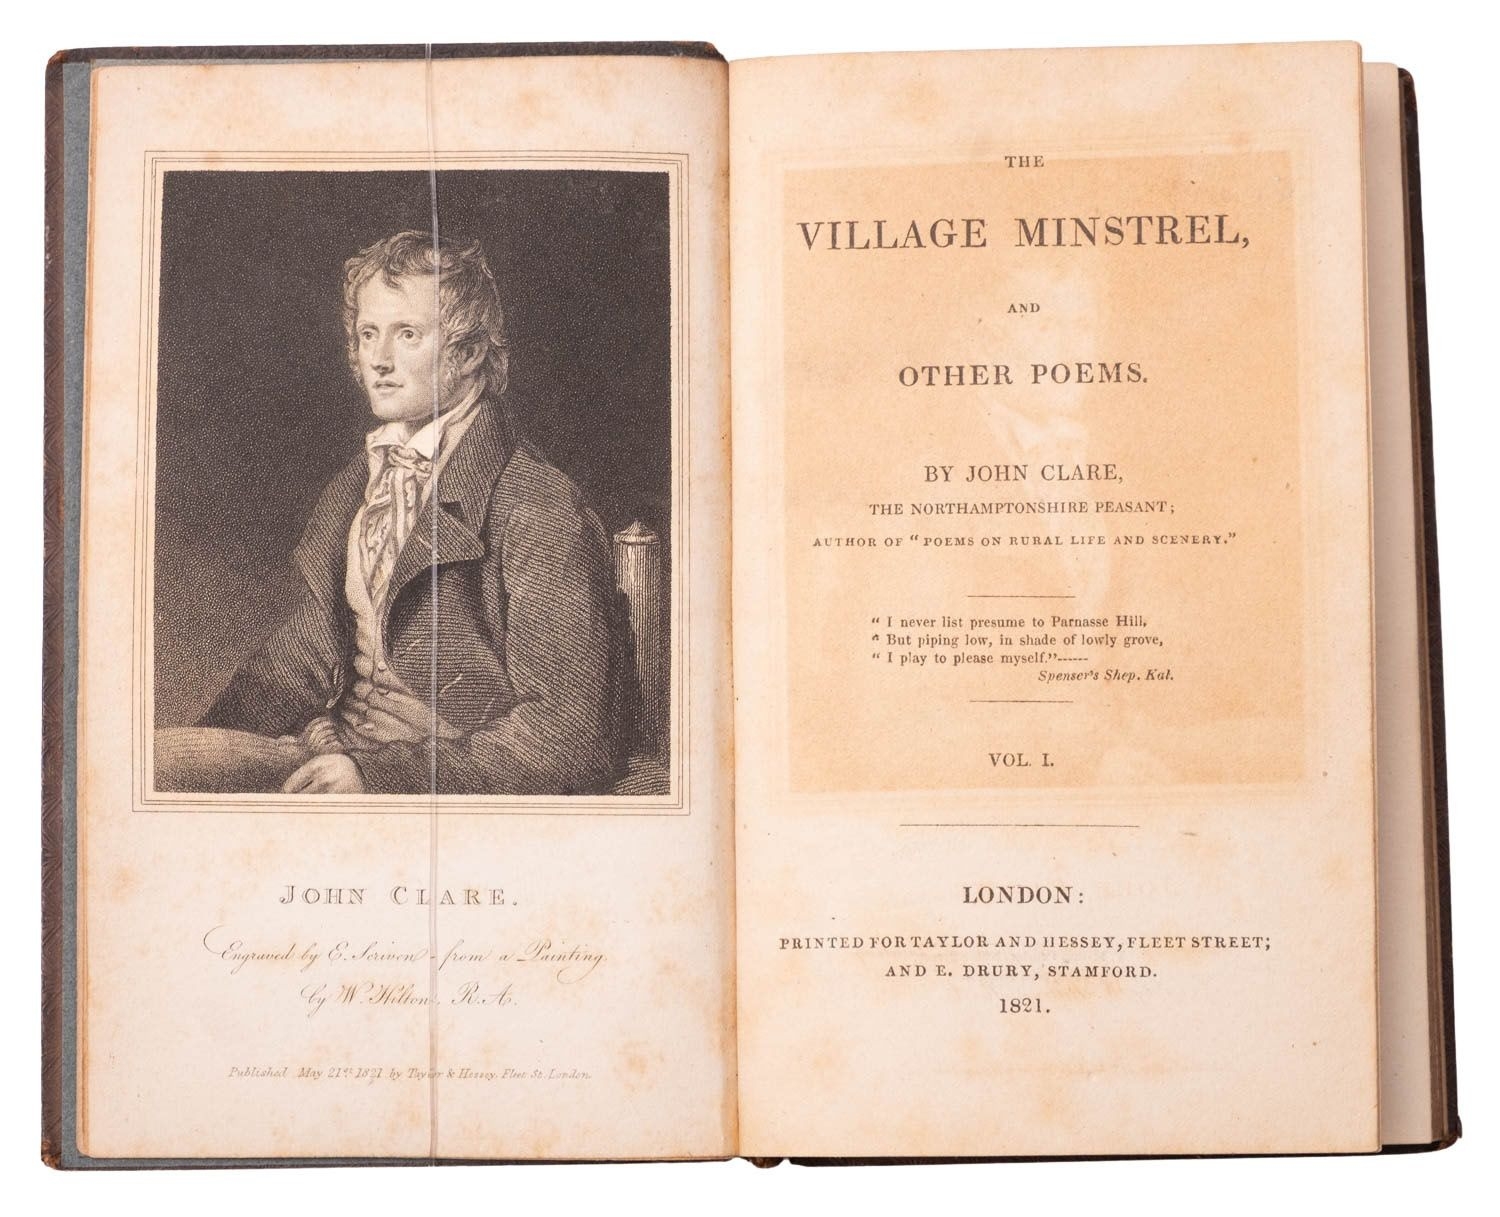 JOHN CLARE.
Engraved by E. Scriven - from a Painting
by W. Hilton, R.A.
Published May 21st. 1821 by Taylor & Hessey. Fleet St. London.
THE
VILLAGE MINSTREL,
AND
OTHER POEMS.
BY JOHN CLARE,
THE NORTHAMPTONSHIRE PEASANT;
AUTHOR OF "POEMS ON RURAL LIFE AND SCENERY."
" I never list presume to Parnasse Hill,
" But piping low, in shade of lowly grove,
" I play to please myself."------
Spenser's Shep. Kal.
VOL. I.
LONDON:
PRINTED FOR TAYLOR AND HESSEY, FLEET STREET;
AND E. DRURY, STAMFORD.
1821.